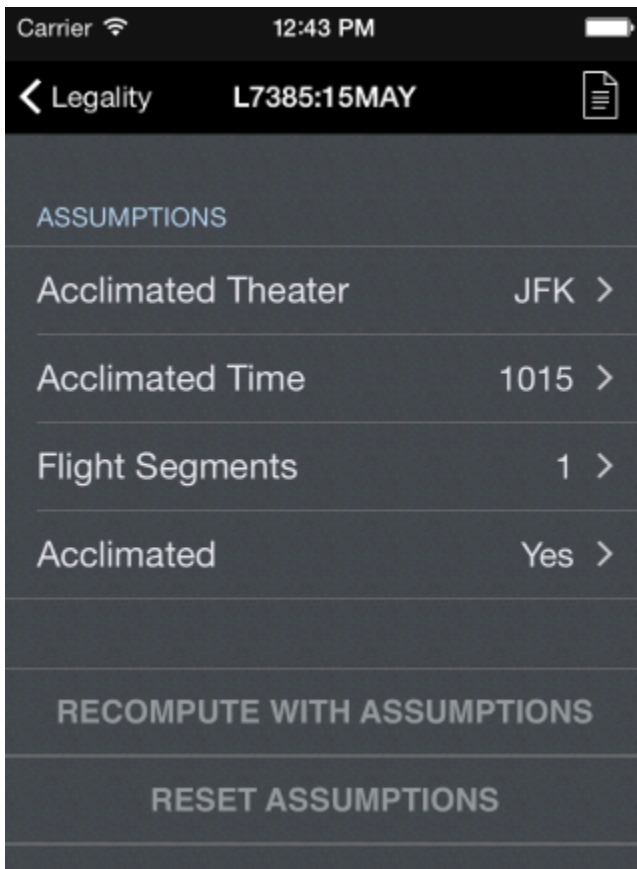 Carrier 12:43 PM
Legality L7385:15MAY
ASSUMPTIONS
Acclimated Theater JFK
Acclimated Time 1015
Flight Segments 1
Acclimated Yes
RECOMPUTE WITH ASSUMPTIONS
RESET ASSUMPTIONS